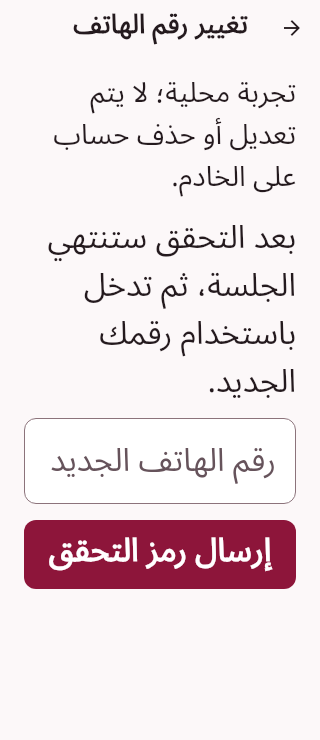 تغيير رقم الهاتف
تجربة محلية؛ لا يتم
تعديل أو حذف حساب
على الخادم.
بعد التحقق ستنتهي
الجلسة، ثم تدخل
باستخدام رقمك
الجديد.
رقم الهاتف الجديد
إرسال رمز التحقق